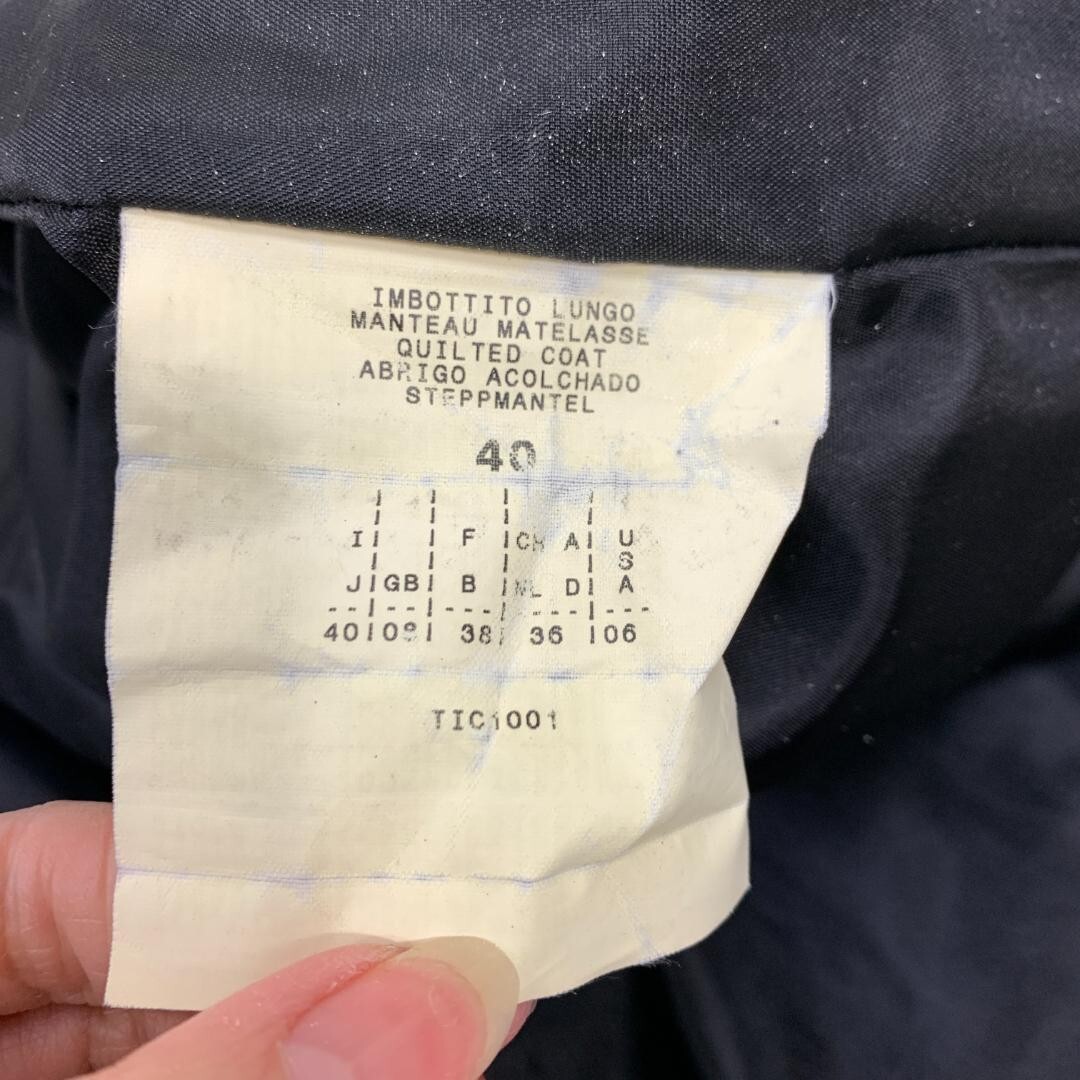 IMBOTTITO LUNGO
MANTEAU MATELASSE
QUILTED COAT
ABRIGO ACOLCHADO
STEPPMANTEL
40
I F CH A USA
J GB B NL D
40 08 38 36 06
TIC1001